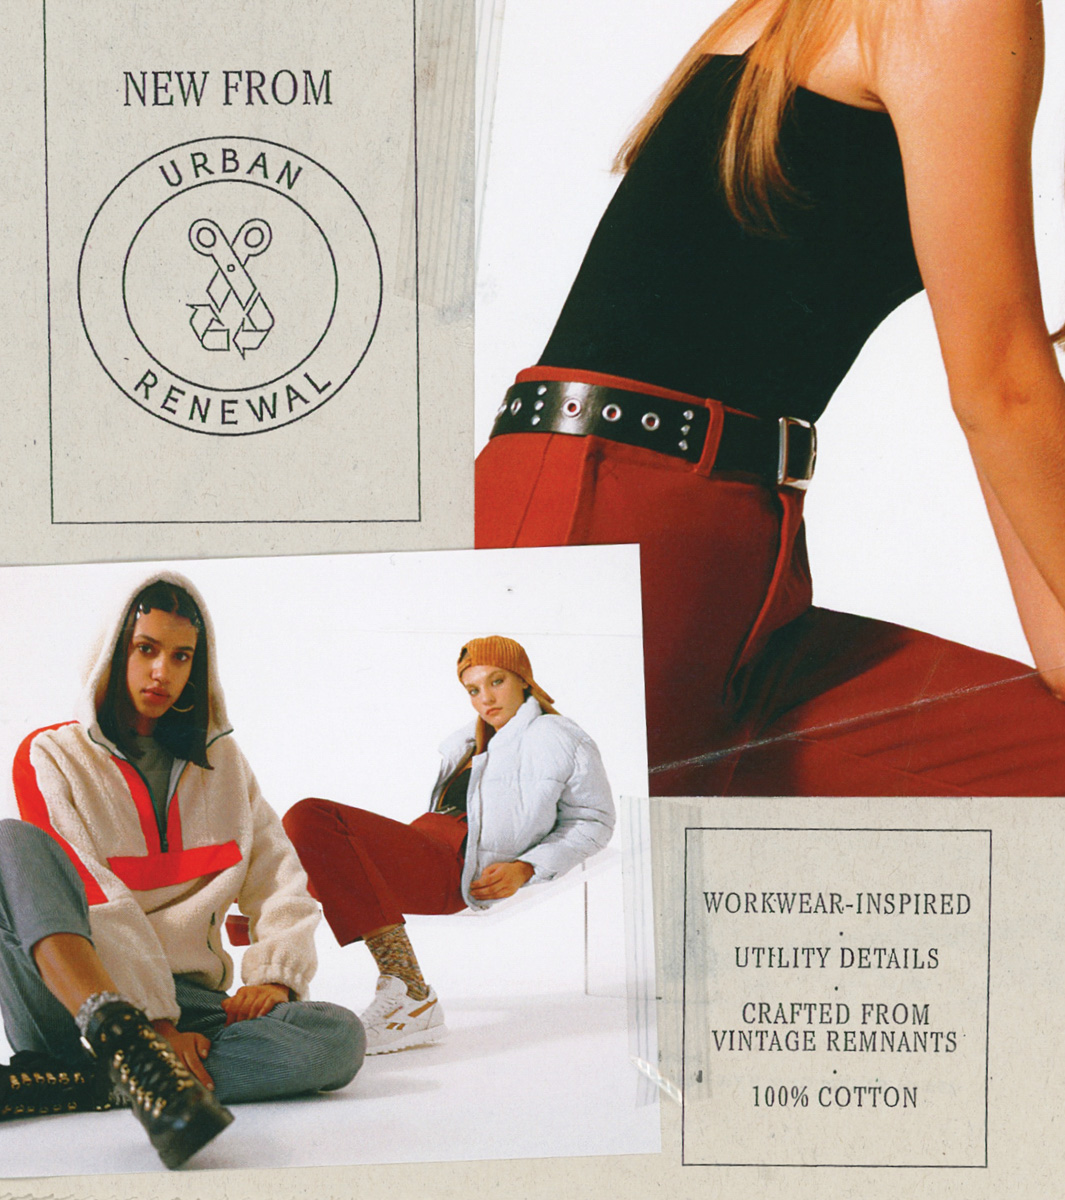 NEW FROM
URBAN
RENEWAL
WORKWEAR-INSPIRED
UTILITY DETAILS
CRAFTED FROM
VINTAGE REMNANTS
100% COTTON